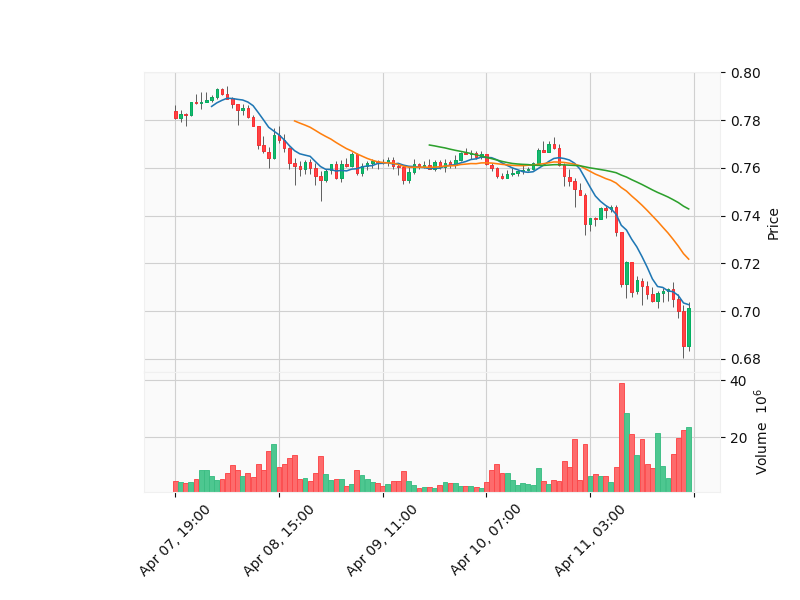 0.80
0.78
0.76
0.74
0.72
0.70
0.68
Price
40
20
Volume 10^6
Apr 07, 19:00
Apr 08, 15:00
Apr 09, 11:00
Apr 10, 07:00
Apr 11, 03:00